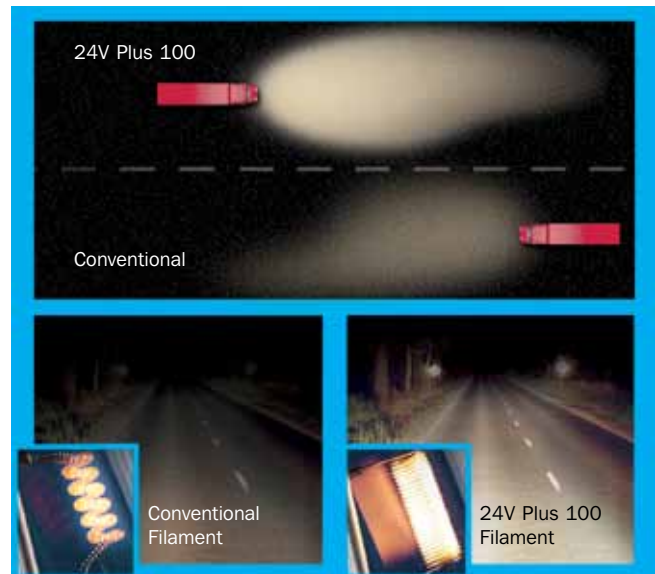 24V Plus 100
Conventional
Conventional
Filament
24V Plus 100
Filament